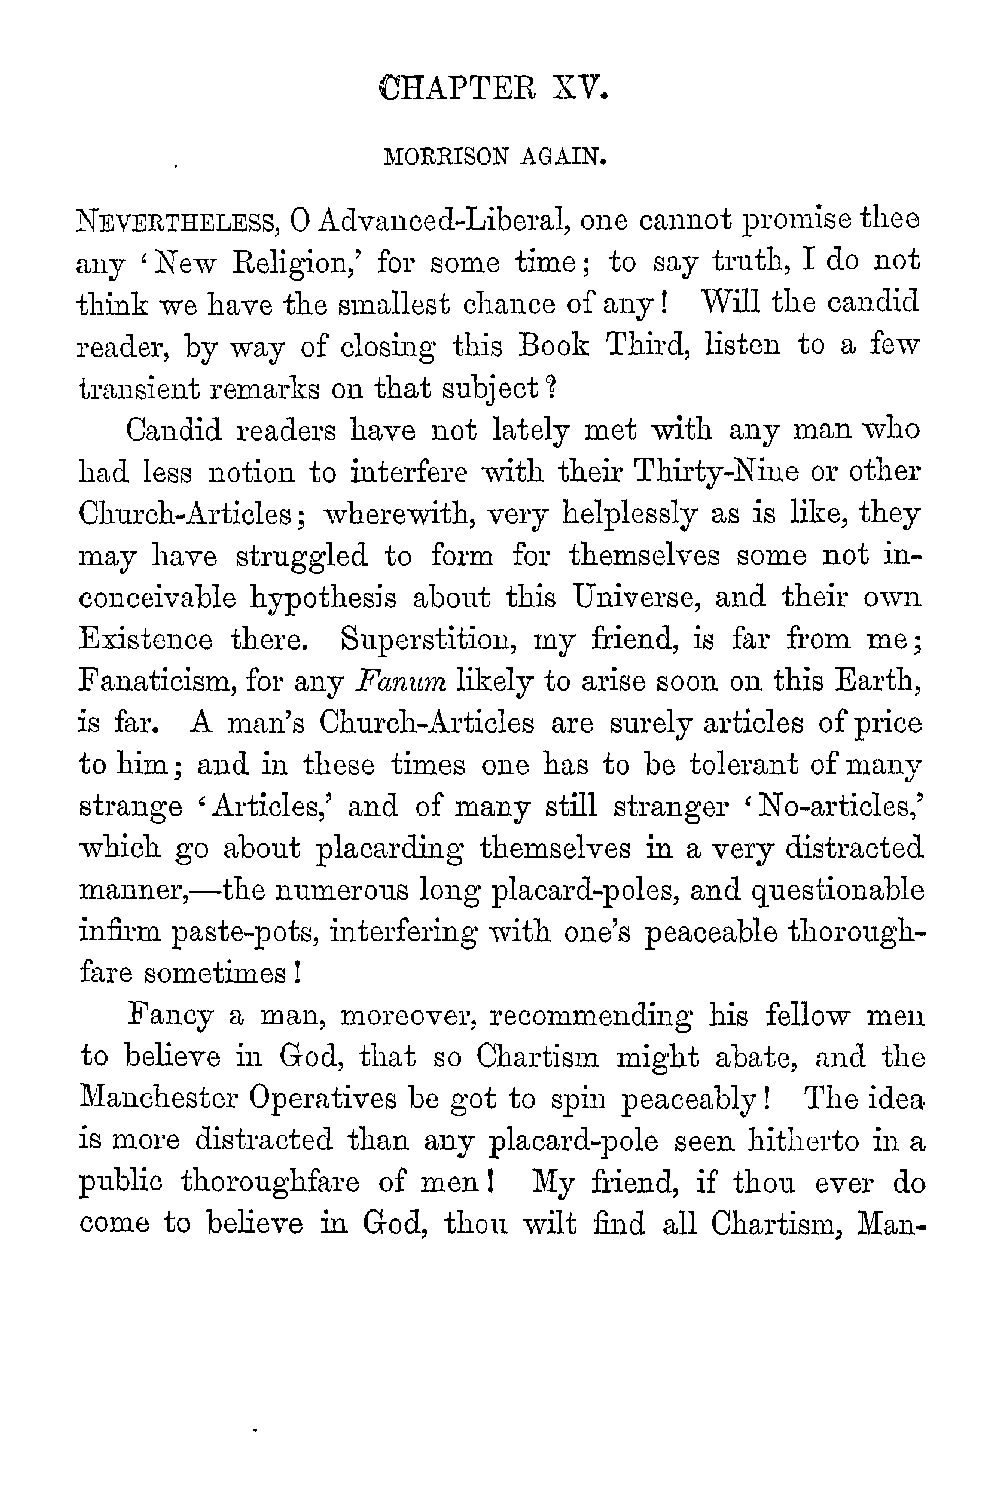 CHAPTER XV.
MORRISON AGAIN.
NEVERTHELESS, O Advanced-Liberal, one cannot promise thee
any ‘New Religion,’ for some time; to say truth, I do not
think we have the smallest chance of any! Will the candid
reader, by way of closing this Book Third, listen to a few
transient remarks on that subject?
Candid readers have not lately met with any man who
had less notion to interfere with their Thirty-Nine or other
Church-Articles; wherewith, very helplessly as is like, they
may have struggled to form for themselves some not in-
conceivable hypothesis about this Universe, and their own
Existence there. Superstition, my friend, is far from me;
Fanaticism, for any Fanum likely to arise soon on this Earth,
is far. A man’s Church-Articles are surely articles of price
to him; and in these times one has to be tolerant of many
strange ‘Articles,’ and of many still stranger ‘No-articles,’
which go about placarding themselves in a very distracted
manner,—the numerous long placard-poles, and questionable
infirm paste-pots, interfering with one’s peaceable thorough-
fare sometimes!
Fancy a man, moreover, recommending his fellow men
to believe in God, that so Chartism might abate, and the
Manchester Operatives be got to spin peaceably! The idea
is more distracted than any placard-pole seen hitherto in a
public thoroughfare of men! My friend, if thou ever do
come to believe in God, thou wilt find all Chartism, Man-